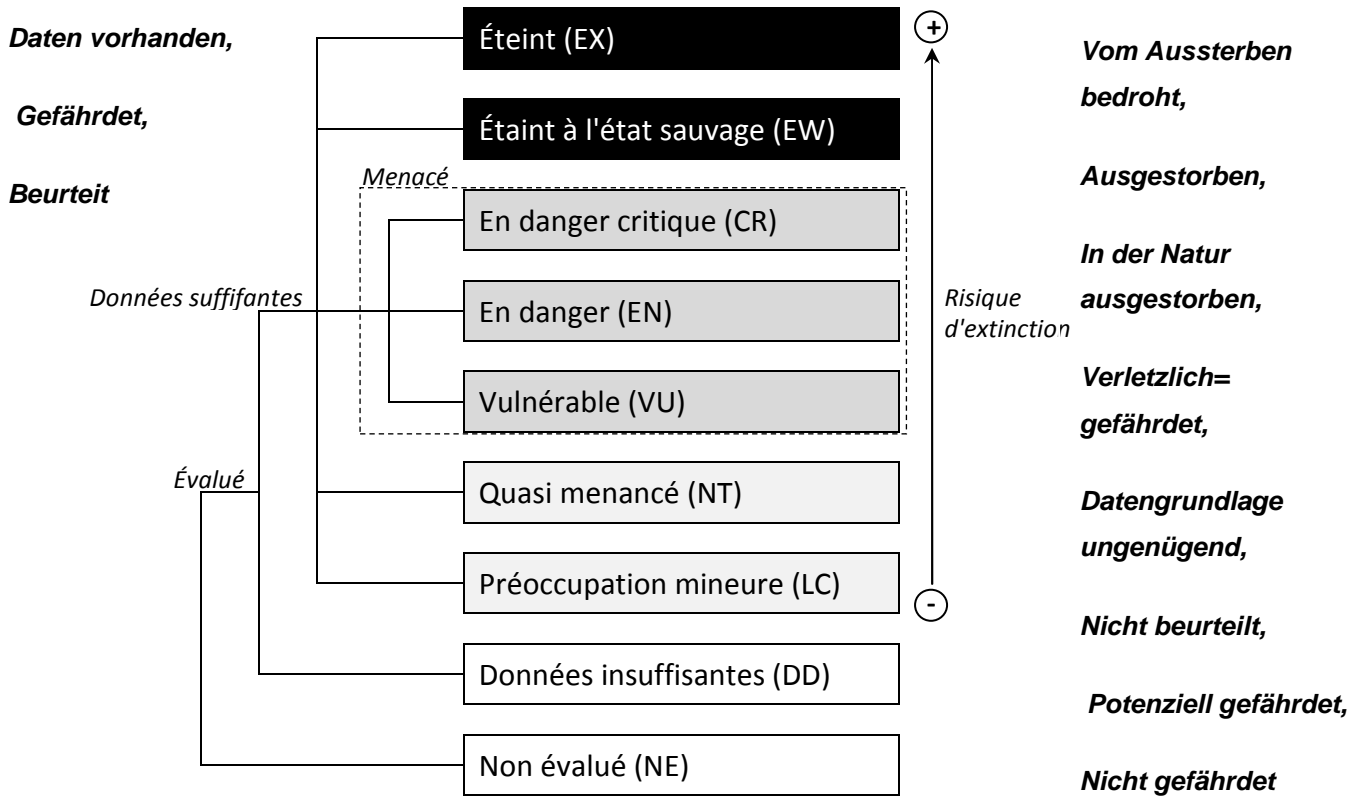 Daten vorhanden,
Gefährdet,
Beurteit
Éteint (EX)
Étaint à l'état sauvage (EW)
Menacé
En danger critique (CR)
Données suffifantes
En danger (EN)
Vulnérable (VU)
Évalué
Quasi menancé (NT)
Préoccupation mineure (LC)
Données insuffisantes (DD)
Non évalué (NE)
+
Risique
d'extinction
-
Vom Aussterben
bedroht,
Ausgestorben,
In der Natur
ausgestorben,
Verletzlich=
gefährdet,
Datengrundlage
ungenügend,
Nicht beurteilt,
Potenziell gefährdet,
Nicht gefährdet